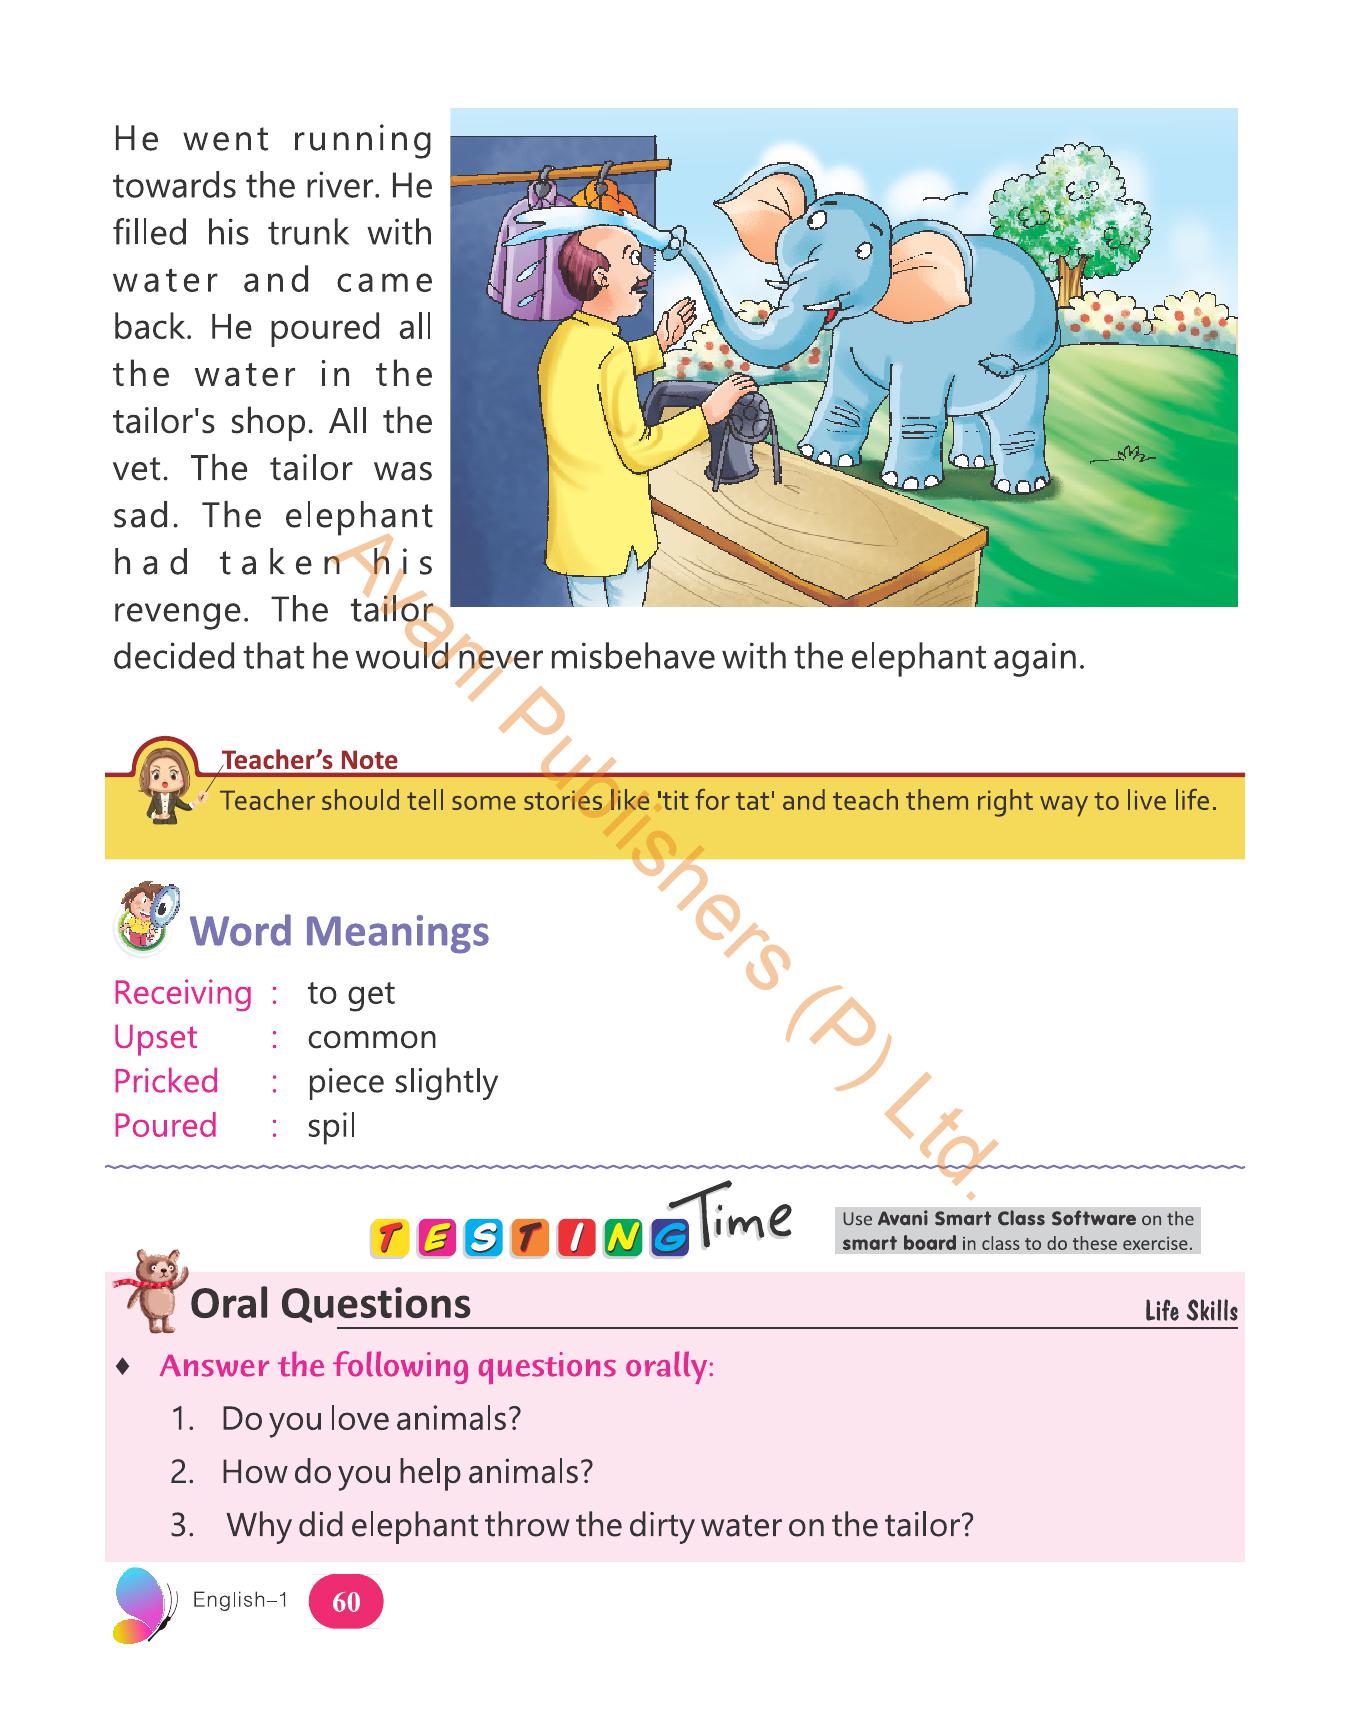 He went running
towards the river. He
filled his trunk with
water and came
back. He poured all
the water in the
tailor's shop. All the
vet. The tailor was
sad. The elephant
had taken his
revenge. The tailor
decided that he would never misbehave with the elephant again.
Teacher's Note
Teacher should tell some stories like 'tit for tat' and teach them right way to live life.
Word Meanings
Receiving : to get
Upset : common
Pricked : piece slightly
Poured : spil
TESTING Time
Use Avani Smart Class Software on the
smart board in class to do these exercise.
Oral Questions
Life Skills
♦ Answer the following questions orally:
1. Do you love animals?
2. How do you help animals?
3. Why did elephant throw the dirty water on the tailor?
English–1 60
Avani Publishers (P) Ltd.